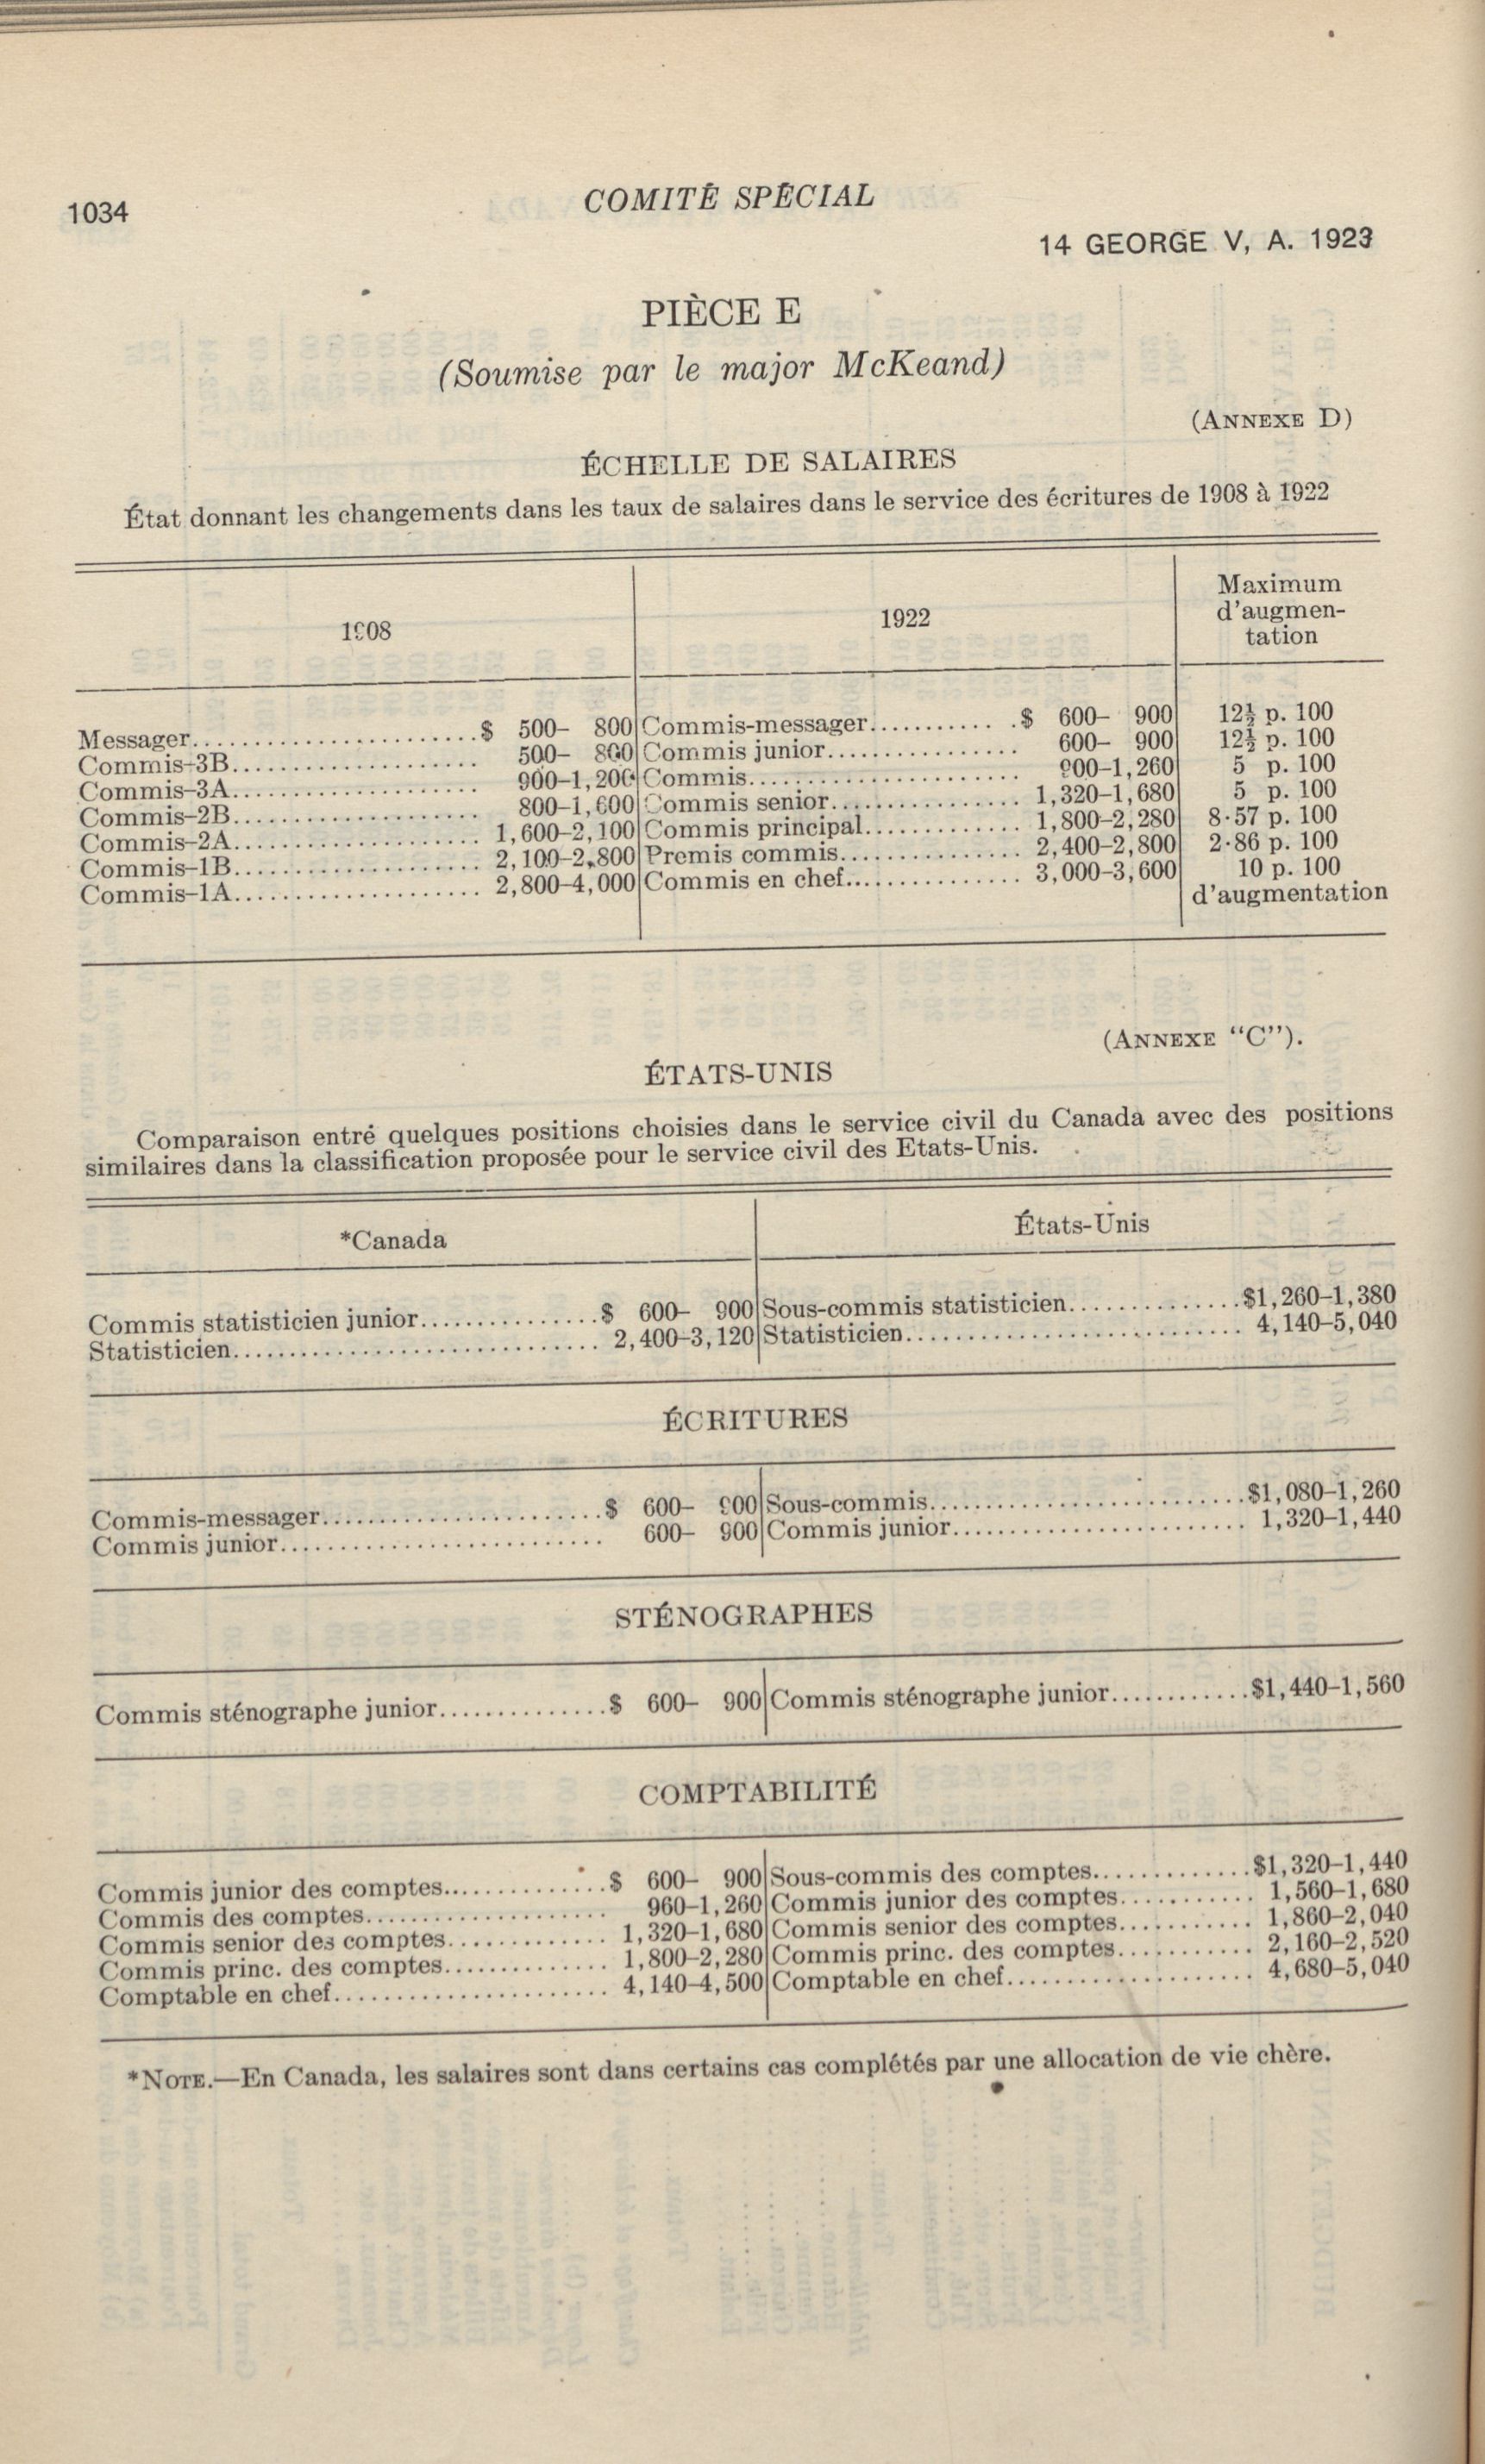 1034
COMITÉ SPÉCIAL
14 GEORGE V, A. 1923
PIÈCE E
(Soumise par le major McKeand)
(ANNEXE D)
ÉCHELLE DE SALAIRES
État donnant les changements dans les taux de salaires dans le service des écritures de 1908 à 1922
1908 1922 Maximum
d'augmen-
tation
Messager........................$ 500– 800 Commis-messager............$ 600– 900 12½ p. 100
Commis-3B..................... 500– 800 Commis junior................ 600– 900 12½ p. 100
Commis-3A..................... 900–1,200 Commis....................... 900–1,260 5 p. 100
Commis-2B..................... 800–1,600 Commis senior................ 1,320–1,680 5 p. 100
Commis-2A..................... 1,600–2,100 Commis principal............. 1,800–2,280 8·57 p. 100
Commis-1B..................... 2,100–2,800 Premis commis................ 2,400–2,800 2·86 p. 100
Commis-1A..................... 2,800–4,000 Commis en chef............... 3,000–3,600 10 p. 100
d'augmentation
(ANNEXE "C").
ÉTATS-UNIS
Comparaison entré quelques positions choisies dans le service civil du Canada avec des positions
similaires dans la classification proposée pour le service civil des Etats-Unis.
*Canada États-Unis
Commis statisticien junior...............$ 600– 900 Sous-commis statisticien...............$1,260–1,380
Statisticien............................... 2,400–3,120 Statisticien............................. 4,140–5,040
ÉCRITURES
Commis-messager........................$ 600– 900 Sous-commis...........................$1,080–1,260
Commis junior........................... 600– 900 Commis junior......................... 1,320–1,440
STÉNOGRAPHES
Commis sténographe junior..............$ 600– 900 Commis sténographe junior............$1,440–1,560
COMPTABILITÉ
Commis junior des comptes..............$ 600– 900 Sous-commis des comptes..............$1,320–1,440
Commis des comptes..................... 960–1,260 Commis junior des comptes............ 1,560–1,680
Commis senior des comptes.............. 1,320–1,680 Commis senior des comptes............ 1,860–2,040
Commis princ. des comptes.............. 1,800–2,280 Commis princ. des comptes............ 2,160–2,520
Comptable en chef....................... 4,140–4,500 Comptable en chef..................... 4,680–5,040
*NOTE.—En Canada, les salaires sont dans certains cas complétés par une allocation de vie chère.